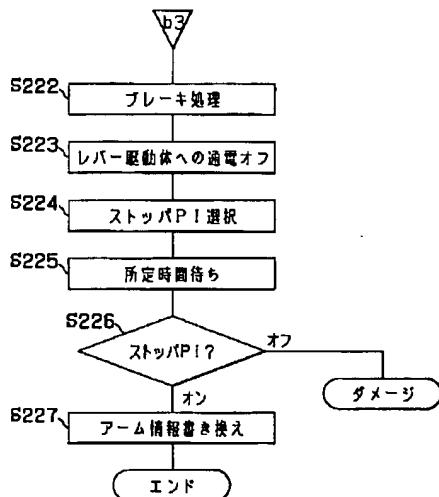 b3
S222
ブレーキ処理
S223
レバー駆動体への通電オフ
S224
ストッパPI選択
S225
所定時間待ち
S226
ストッパPI?
オフ
オン
ダメージ
S227
アーム情報書き換え
エンド